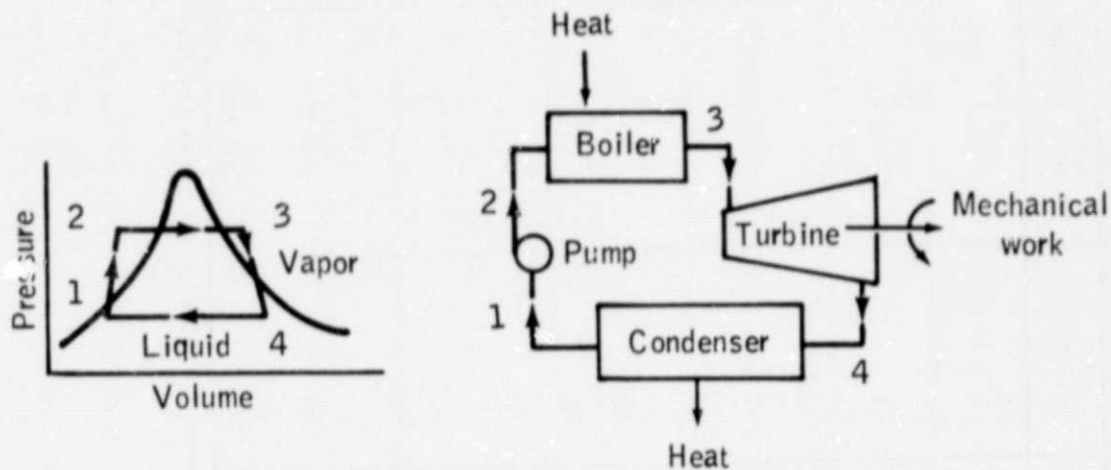 Pressure
2
3
Vapor
1
Liquid
4
Volume
Heat
Boiler
3
2
Pump
Turbine
Mechanical
work
1
Condenser
4
Heat